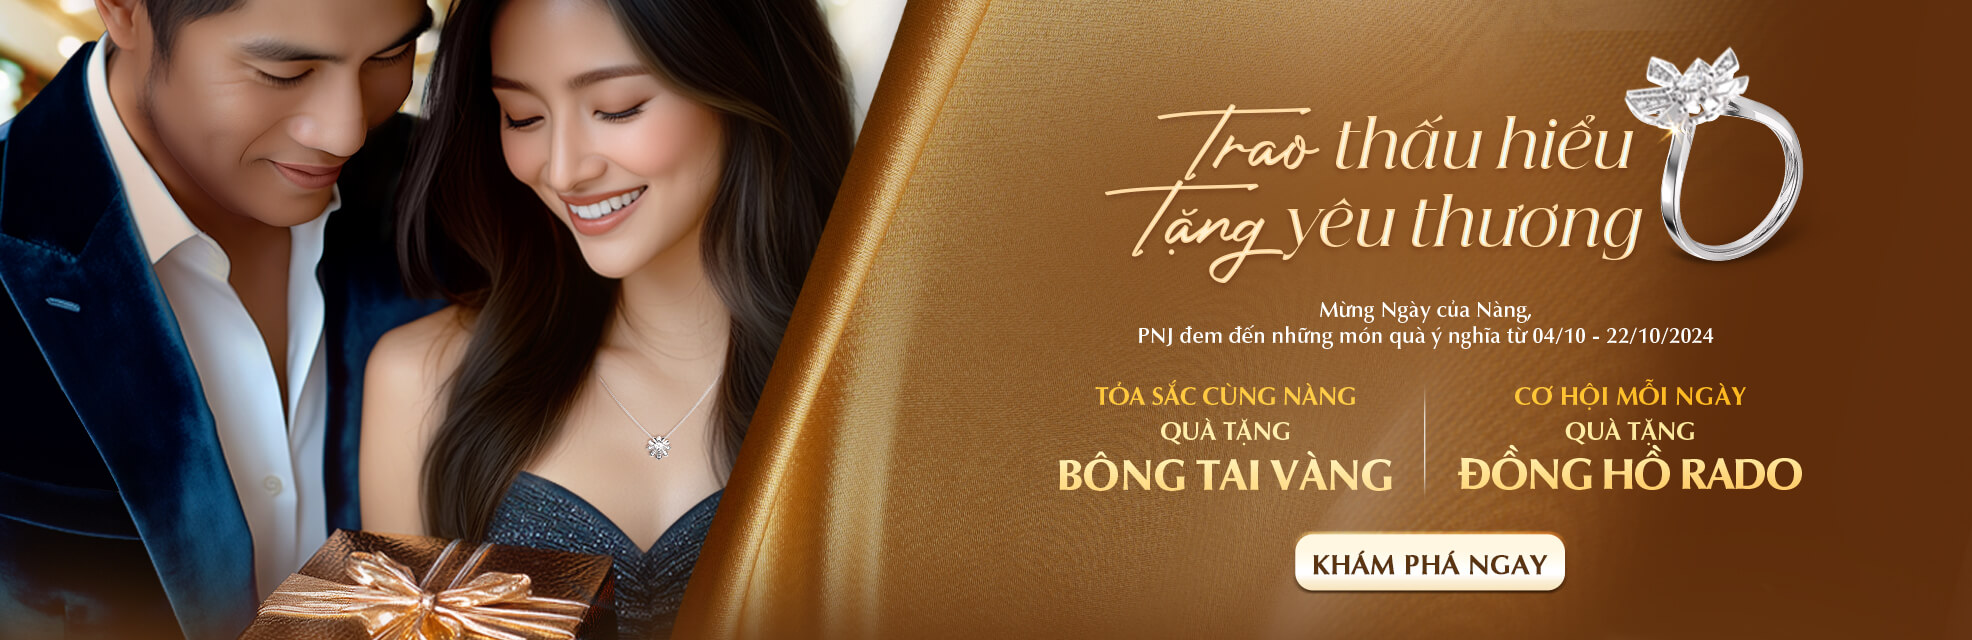 Trao thấu hiểu
Tặng yêu thương
Mừng Ngày của Nàng,
PNJ đem đến những món quà ý nghĩa từ 04/10 - 22/10/2024
TỎA SẮC CÙNG NÀNG
QUÀ TẶNG
BÔNG TAI VÀNG
CƠ HỘI MỖI NGÀY
QUÀ TẶNG
ĐỒNG HỒ RADO
KHÁM PHÁ NGAY